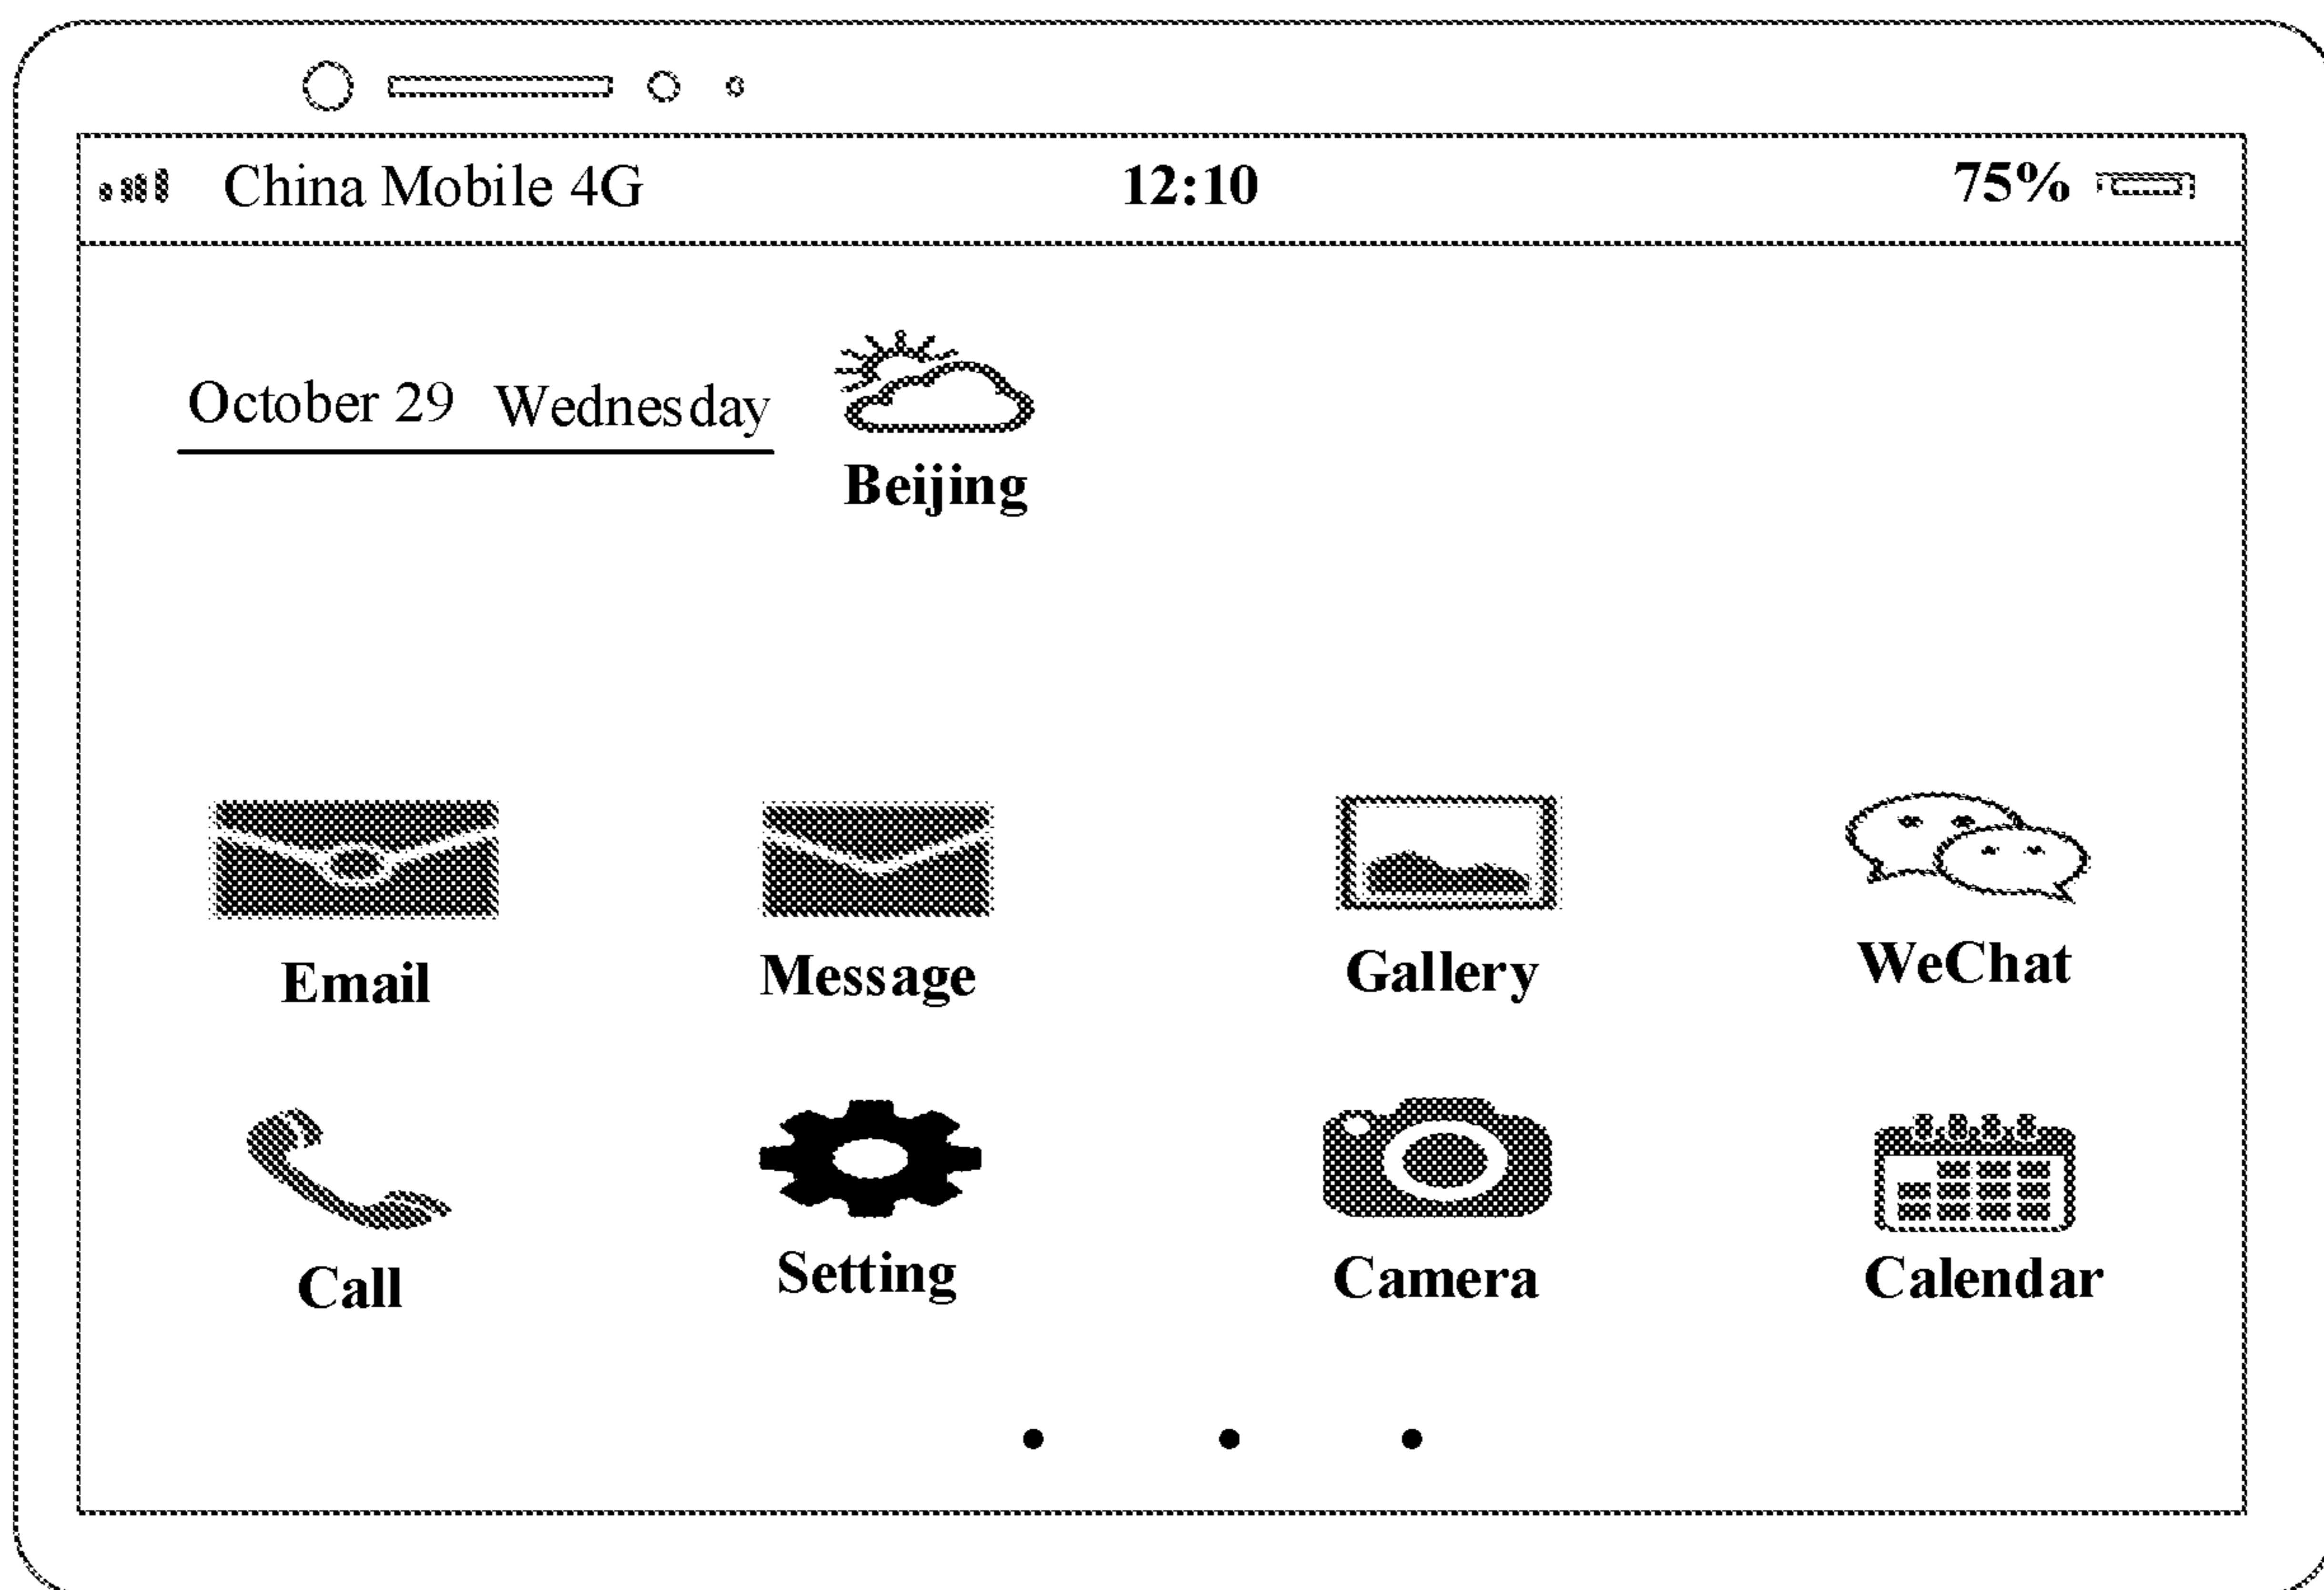 China Mobile 4G 12:10 75%
October 29 Wednesday
Beijing
Email Message Gallery WeChat
Call Setting Camera Calendar